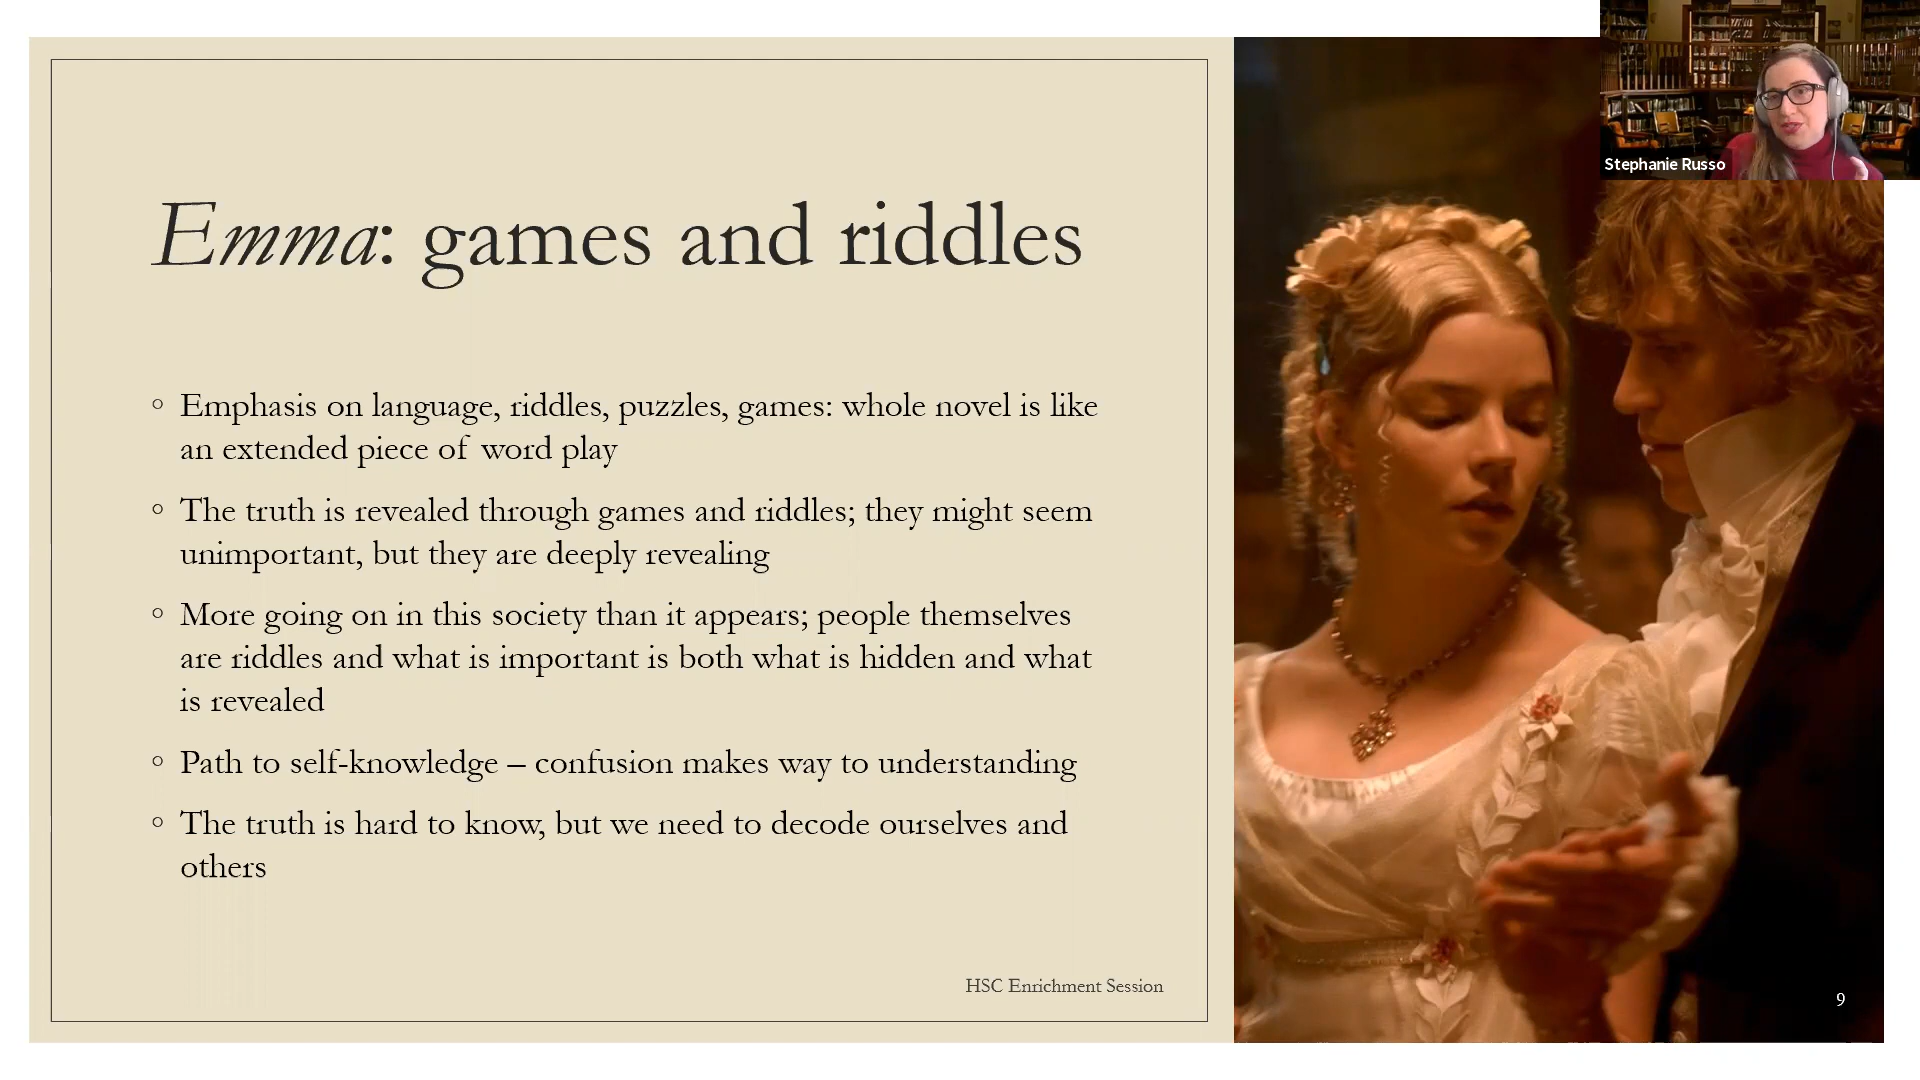 Stephanie Russo
Emma: games and riddles
◦ Emphasis on language, riddles, puzzles, games: whole novel is like
an extended piece of word play
◦ The truth is revealed through games and riddles; they might seem
unimportant, but they are deeply revealing
◦ More going on in this society than it appears; people themselves
are riddles and what is important is both what is hidden and what
is revealed
◦ Path to self-knowledge – confusion makes way to understanding
◦ The truth is hard to know, but we need to decode ourselves and
others
HSC Enrichment Session
9